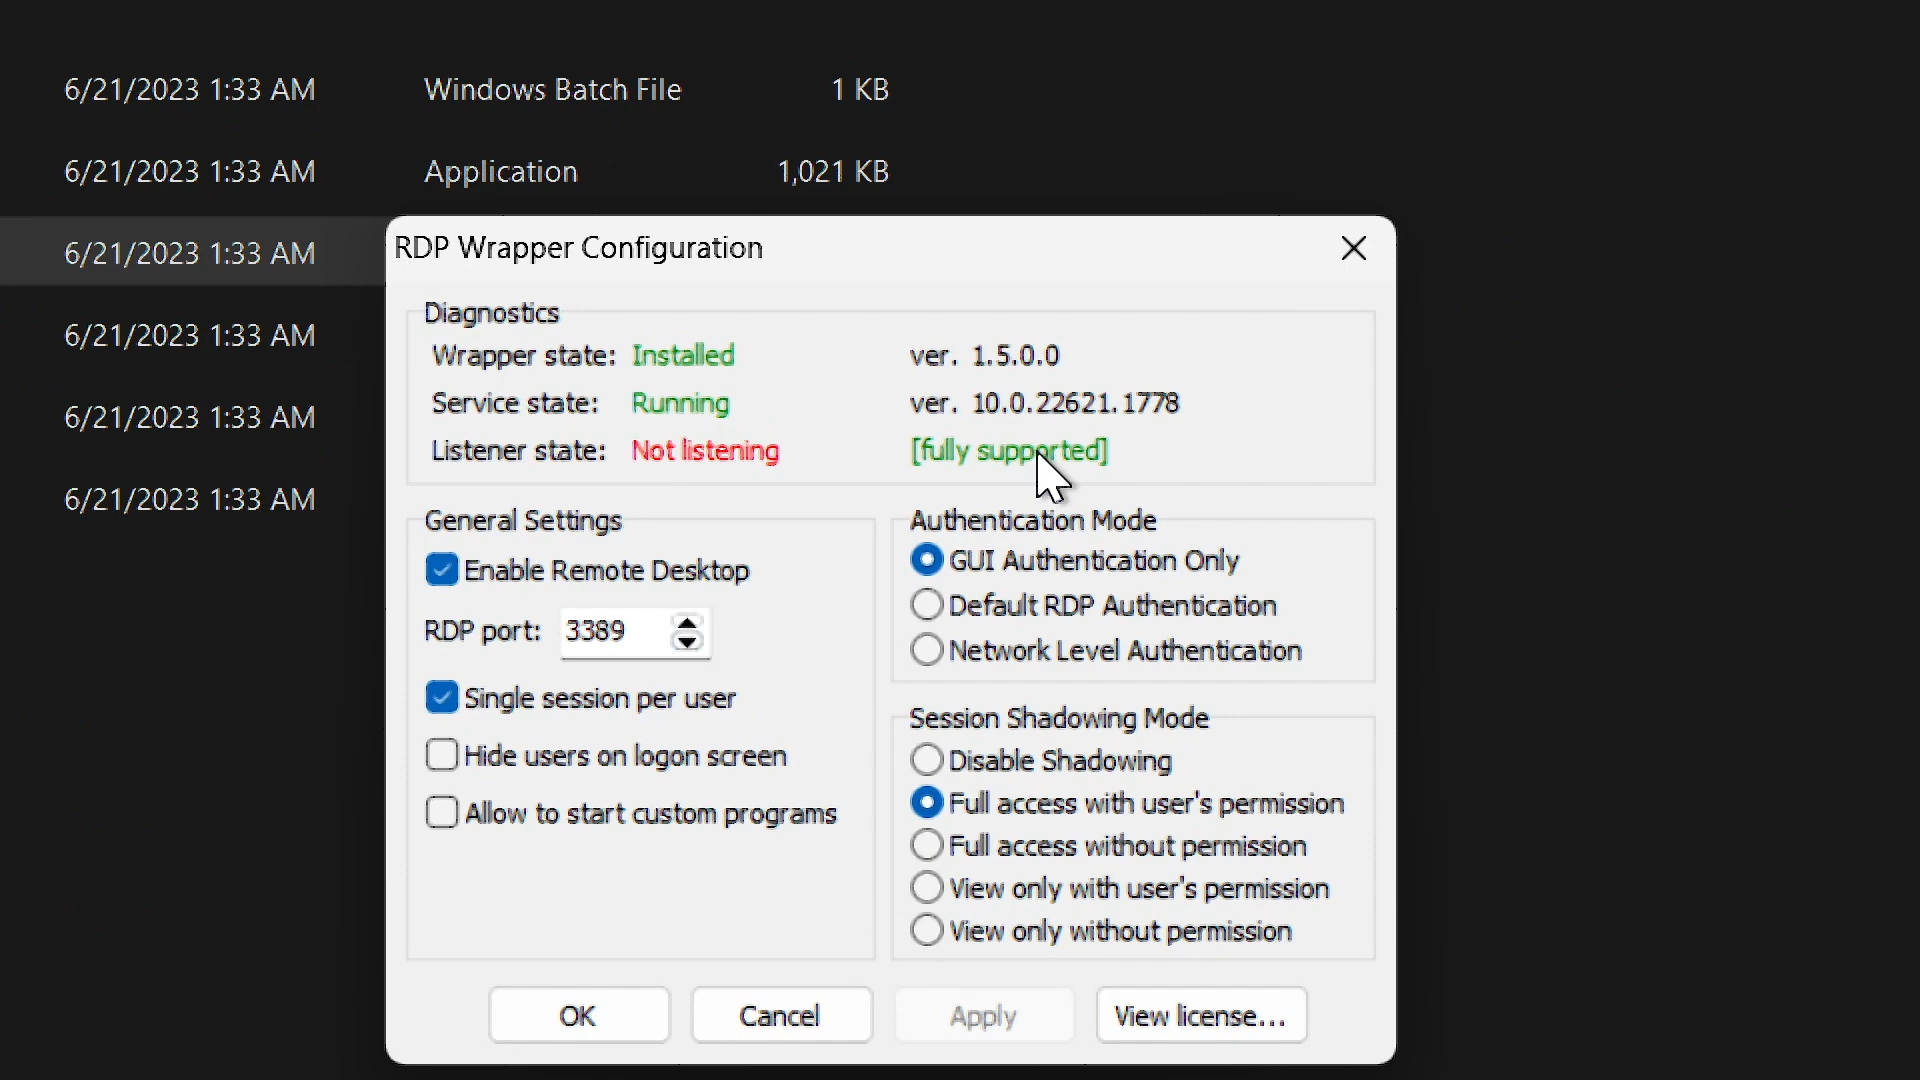 6/21/2023 1:33 AM Windows Batch File 1 KB
6/21/2023 1:33 AM Application 1,021 KB
6/21/2023 1:33 AM
6/21/2023 1:33 AM
6/21/2023 1:33 AM
6/21/2023 1:33 AM
RDP Wrapper Configuration
Diagnostics
Wrapper state: Installed ver. 1.5.0.0
Service state: Running ver. 10.0.22621.1778
Listener state: Not listening [fully supported]
General Settings
Enable Remote Desktop
RDP port: 3389
Single session per user
Hide users on logon screen
Allow to start custom programs
Authentication Mode
GUI Authentication Only
Default RDP Authentication
Network Level Authentication
Session Shadowing Mode
Disable Shadowing
Full access with user's permission
Full access without permission
View only with user's permission
View only without permission
OK Cancel Apply View license...